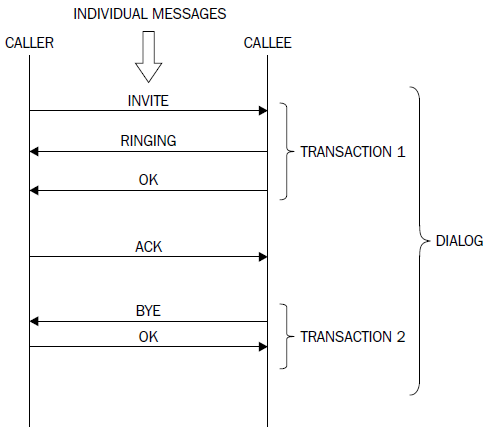 INDIVIDUAL MESSAGES
CALLER
CALLEE
INVITE
RINGING
TRANSACTION 1
OK
DIALOG
ACK
BYE
OK
TRANSACTION 2